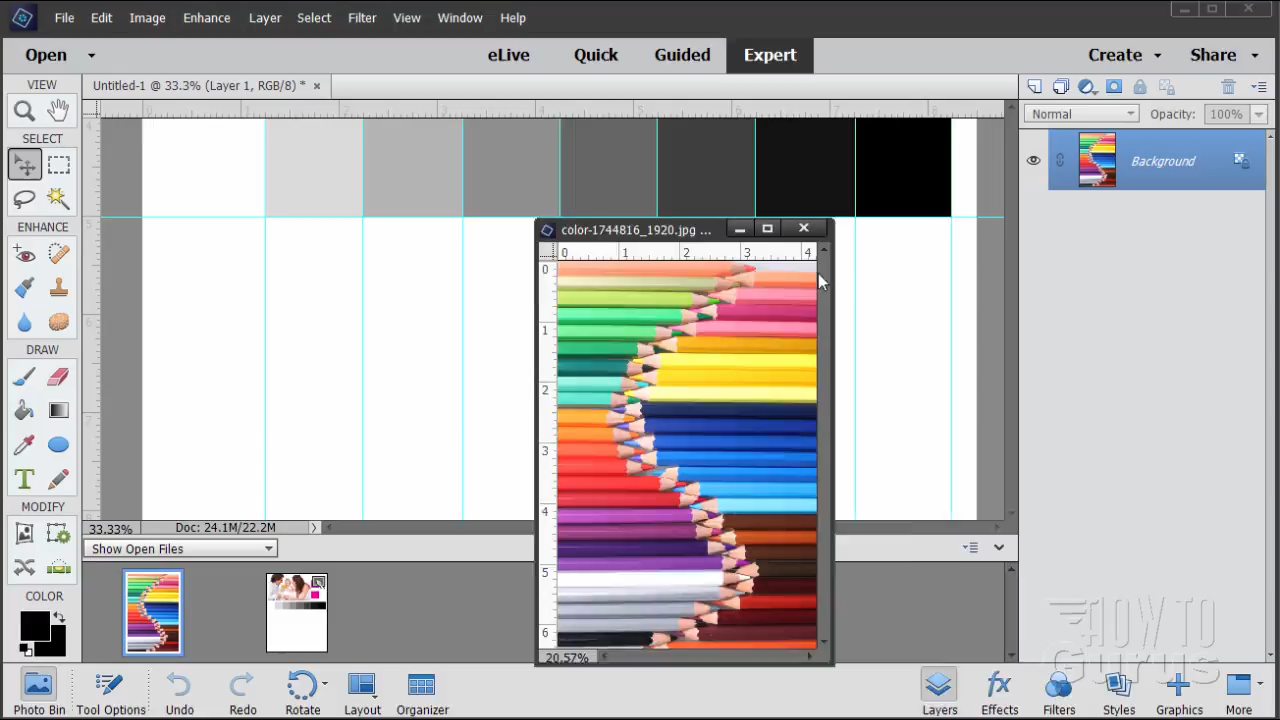 File Edit Image Enhance Layer Select Filter View Window Help
Open eLive Quick Guided Expert Create Share
VIEW
Untitled-1 @ 33.3% (Layer 1, RGB/8) *
Normal Opacity: 100%
SELECT
Background
ENHANCE
color-1744816_1920.jpg ...
0 1 2 3 4
0
1
2
3
4
5
6
DRAW
MODIFY
COLOR
33.33% Doc: 24.1M/22.2M
Show Open Files
20.57%
HOW TO
Gurus
Photo Bin Tool Options Undo Redo Rotate Layout Organizer Layers Effects Filters Styles Graphics More